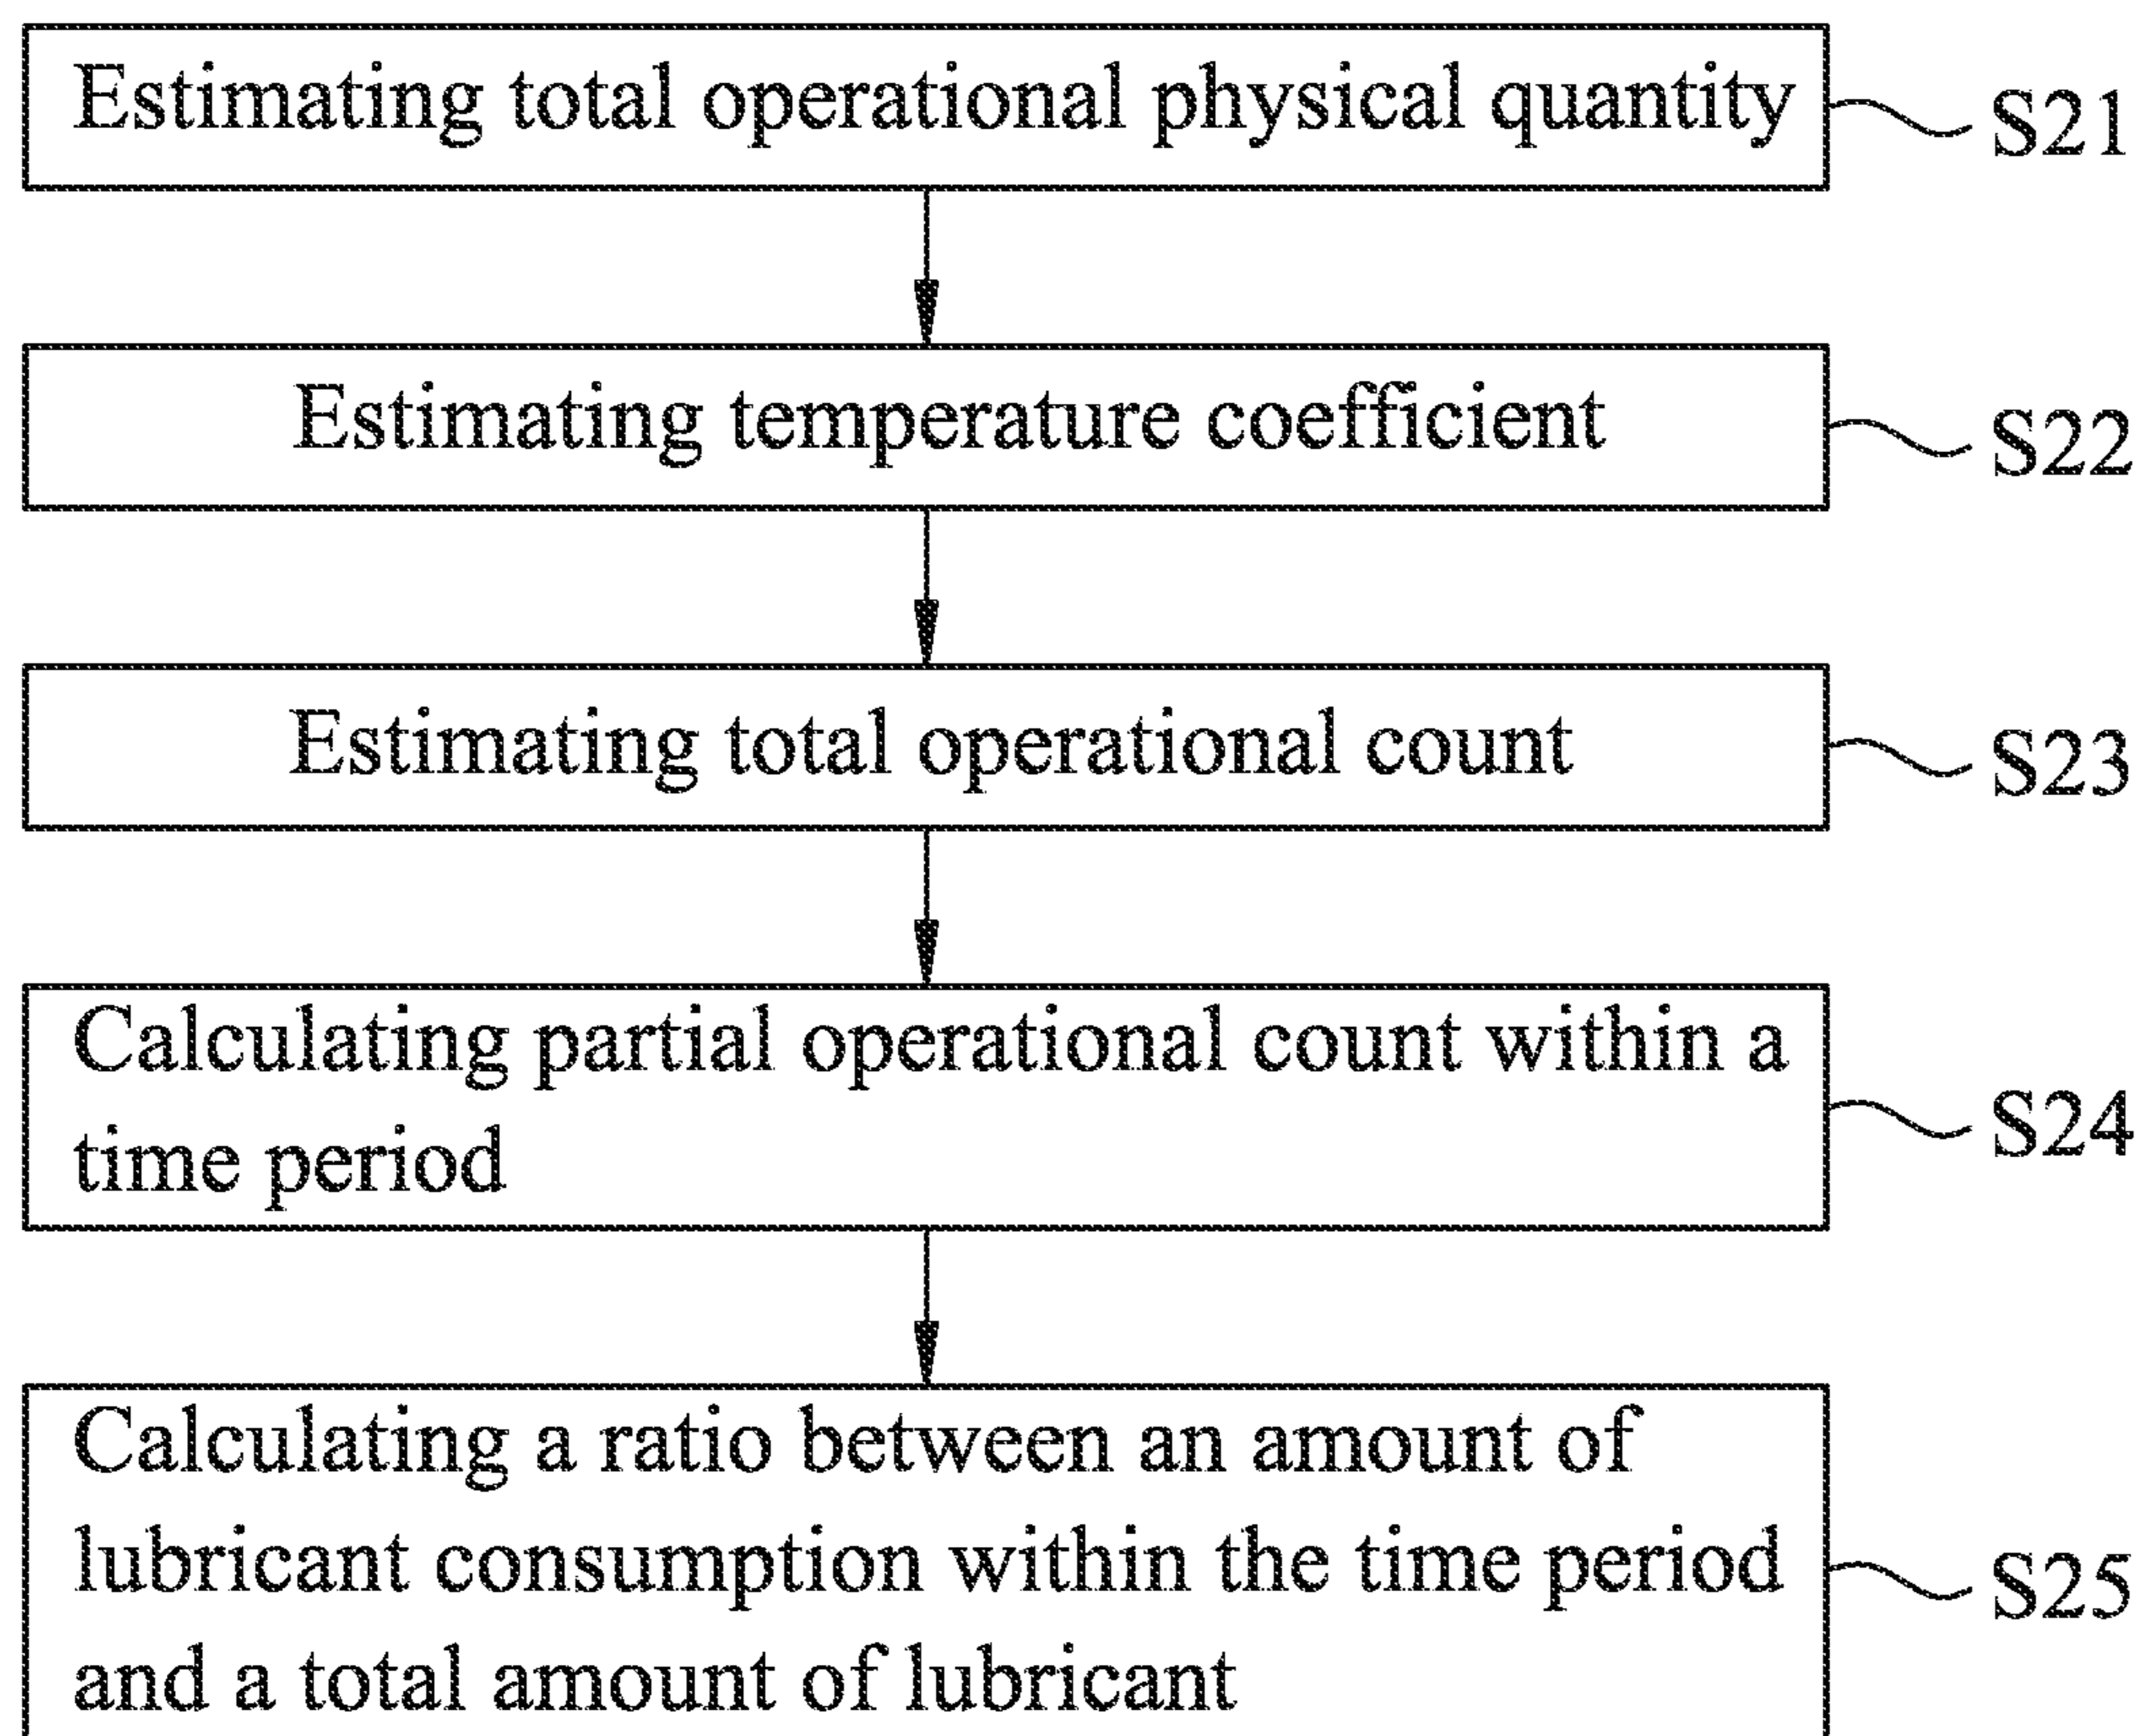 Estimating total operational physical quantity
S21
Estimating temperature coefficient
S22
Estimating total operational count
S23
Calculating partial operational count within a
time period
S24
Calculating a ratio between an amount of
lubricant consumption within the time period
and a total amount of lubricant
S25